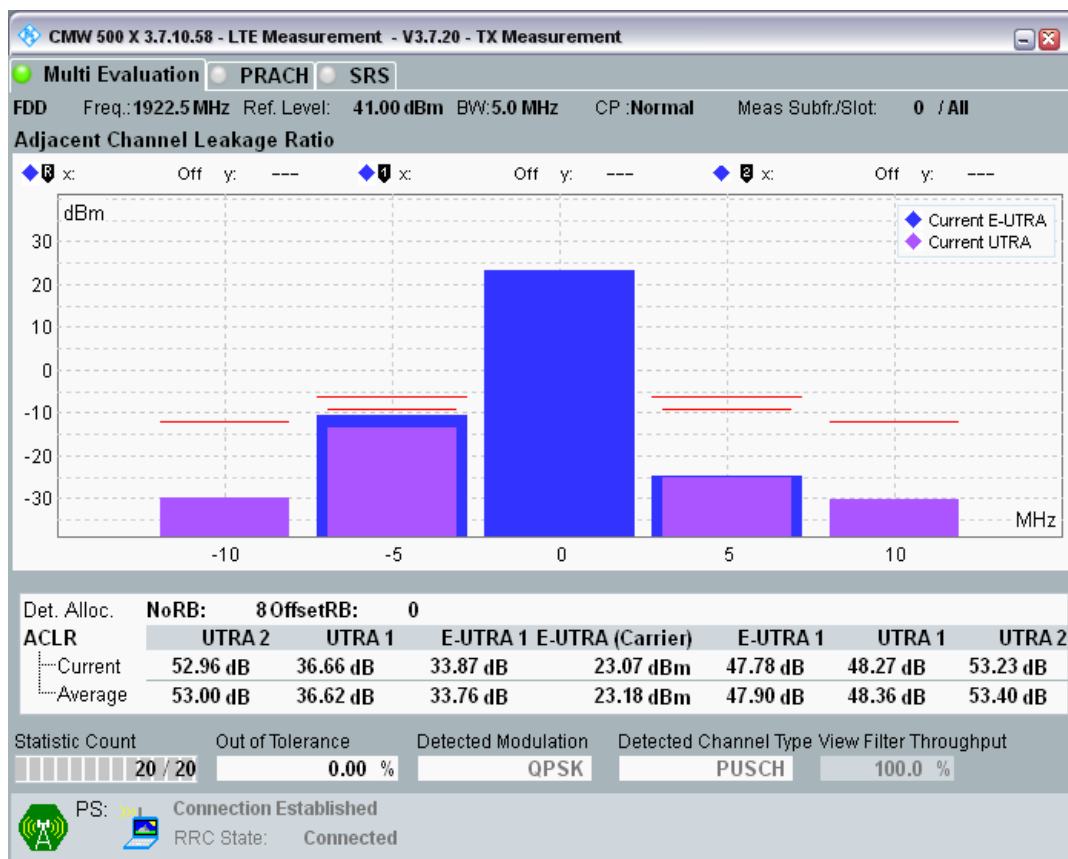 CMW 500 X 3.7.10.58 - LTE Measurement - V3.7.20 - TX Measurement
Multi Evaluation PRACH SRS
FDD Freq.: 1922.5 MHz Ref. Level: 41.00 dBm BW: 5.0 MHz CP : Normal Meas Subfr./Slot: 0 / All
Adjacent Channel Leakage Ratio
R x: Off y: --- 1 x: Off y: --- 2 x: Off y: ---
dBm
Current E-UTRA
Current UTRA
30
20
10
0
-10
-20
-30
MHz
-10 -5 0 5 10
Det. Alloc. NoRB: 8 OffsetRB: 0
ACLR UTRA 2 UTRA 1 E-UTRA 1 E-UTRA (Carrier) E-UTRA 1 UTRA 1 UTRA 2
Current 52.96 dB 36.66 dB 33.87 dB 23.07 dBm 47.78 dB 48.27 dB 53.23 dB
Average 53.00 dB 36.62 dB 33.76 dB 23.18 dBm 47.90 dB 48.36 dB 53.40 dB
Statistic Count Out of Tolerance Detected Modulation Detected Channel Type View Filter Throughput
20 / 20 0.00 % QPSK PUSCH 100.0 %
PS: Connection Established
RRC State: Connected